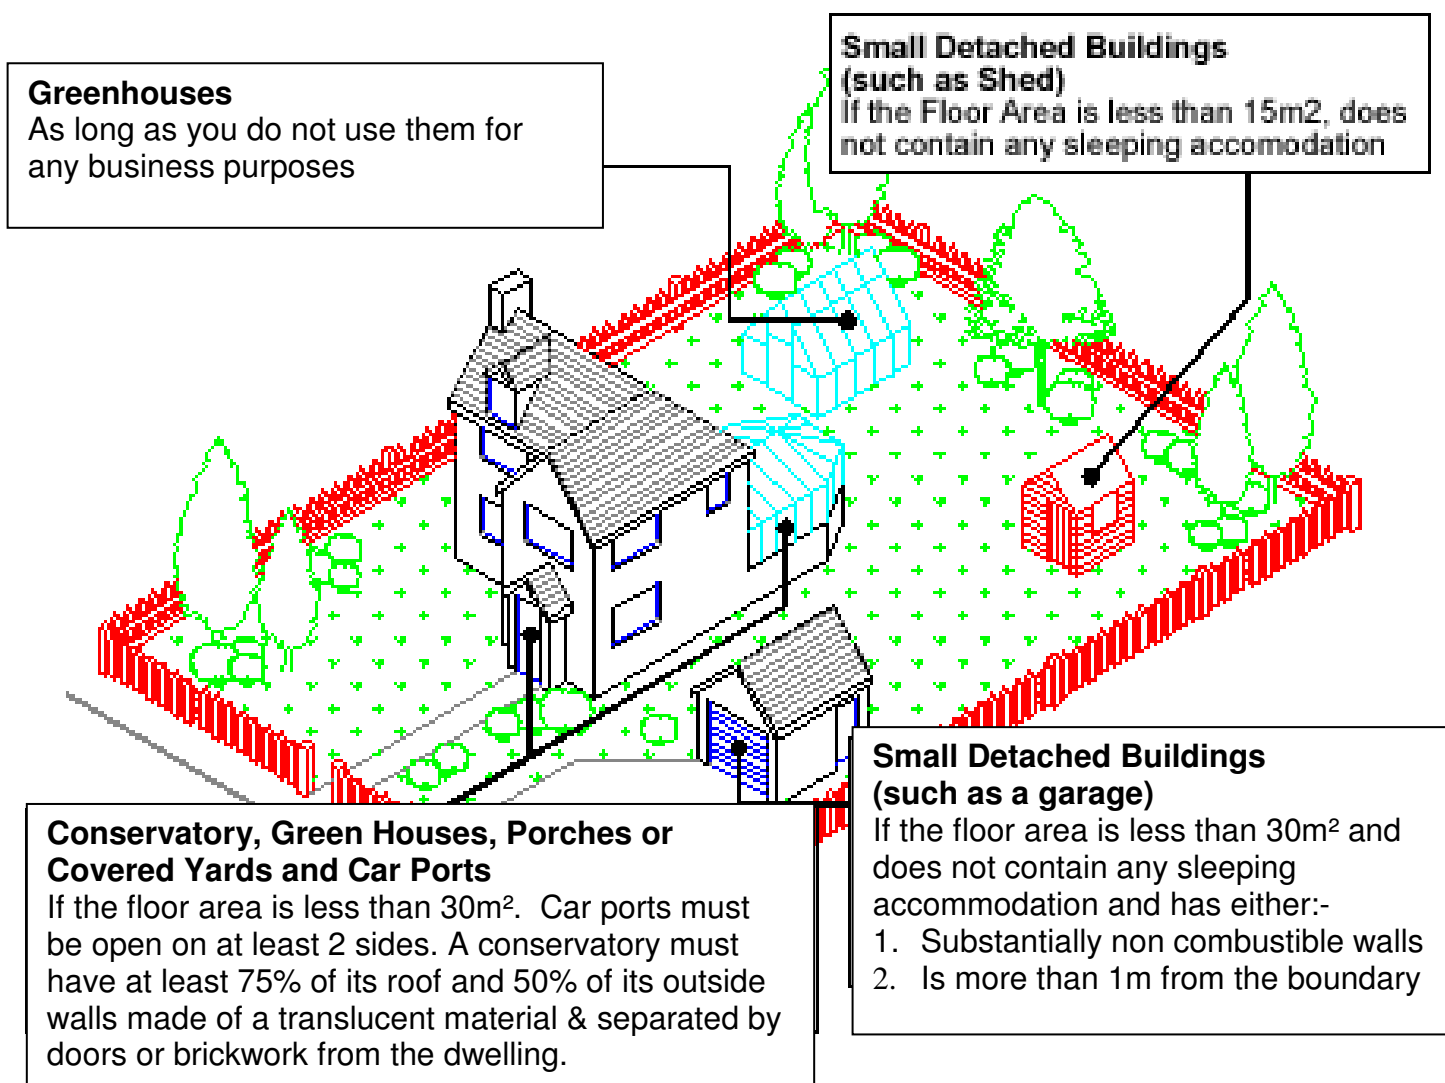 Greenhouses
As long as you do not use them for
any business purposes
Small Detached Buildings
(such as Shed)
If the Floor Area is less than 15m2, does
not contain any sleeping accomodation
Conservatory, Green Houses, Porches or
Covered Yards and Car Ports
If the floor area is less than 30m². Car ports must
be open on at least 2 sides. A conservatory must
have at least 75% of its roof and 50% of its outside
walls made of a translucent material & separated by
doors or brickwork from the dwelling.
Small Detached Buildings
(such as a garage)
If the floor area is less than 30m² and
does not contain any sleeping
accommodation and has either:-
1. Substantially non combustible walls
2. Is more than 1m from the boundary